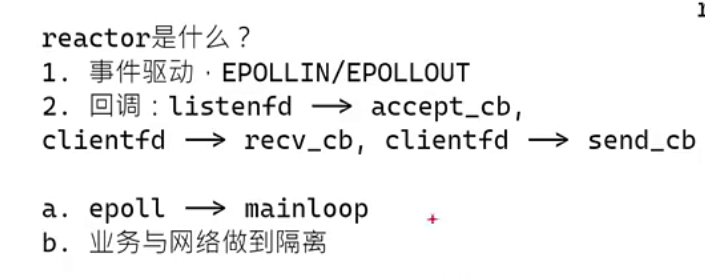 reactor是什么？
1. 事件驱动·EPOLLIN/EPOLLOUT
2. 回调：listenfd —> accept_cb,
clientfd —> recv_cb, clientfd —> send_cb
a. epoll —> mainloop
b. 业务与网络做到隔离